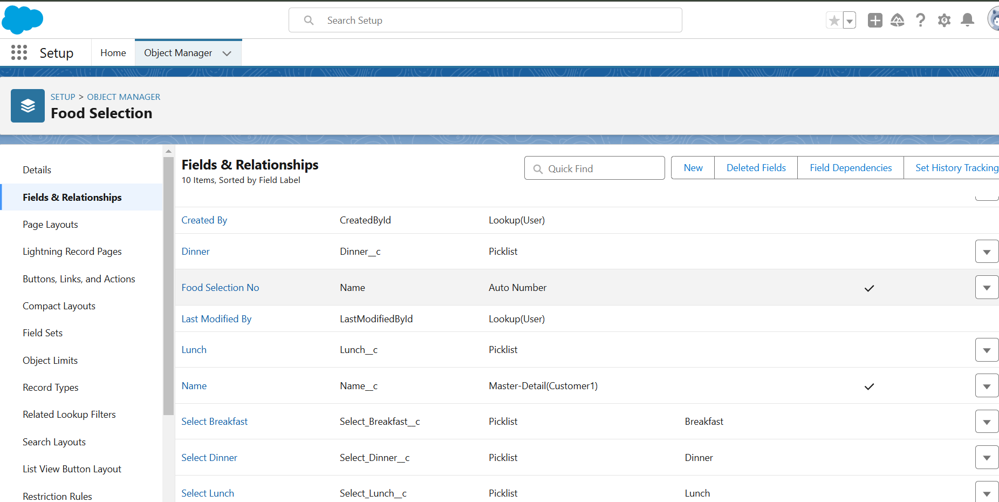 Search Setup
Setup
Home
Object Manager
SETUP > OBJECT MANAGER
Food Selection
Details
Fields & Relationships
Page Layouts
Lightning Record Pages
Buttons, Links, and Actions
Compact Layouts
Field Sets
Object Limits
Record Types
Related Lookup Filters
Search Layouts
List View Button Layout
Restriction Rules
Fields & Relationships
10 Items, Sorted by Field Label
Quick Find
New
Deleted Fields
Field Dependencies
Set History Tracking
Created By CreatedById Lookup(User)
Dinner Dinner__c Picklist
Food Selection No Name Auto Number
Last Modified By LastModifiedById Lookup(User)
Lunch Lunch__c Picklist
Name Name__c Master-Detail(Customer1)
Select Breakfast Select_Breakfast__c Picklist Breakfast
Select Dinner Select_Dinner__c Picklist Dinner
Select Lunch Select_Lunch__c Picklist Lunch